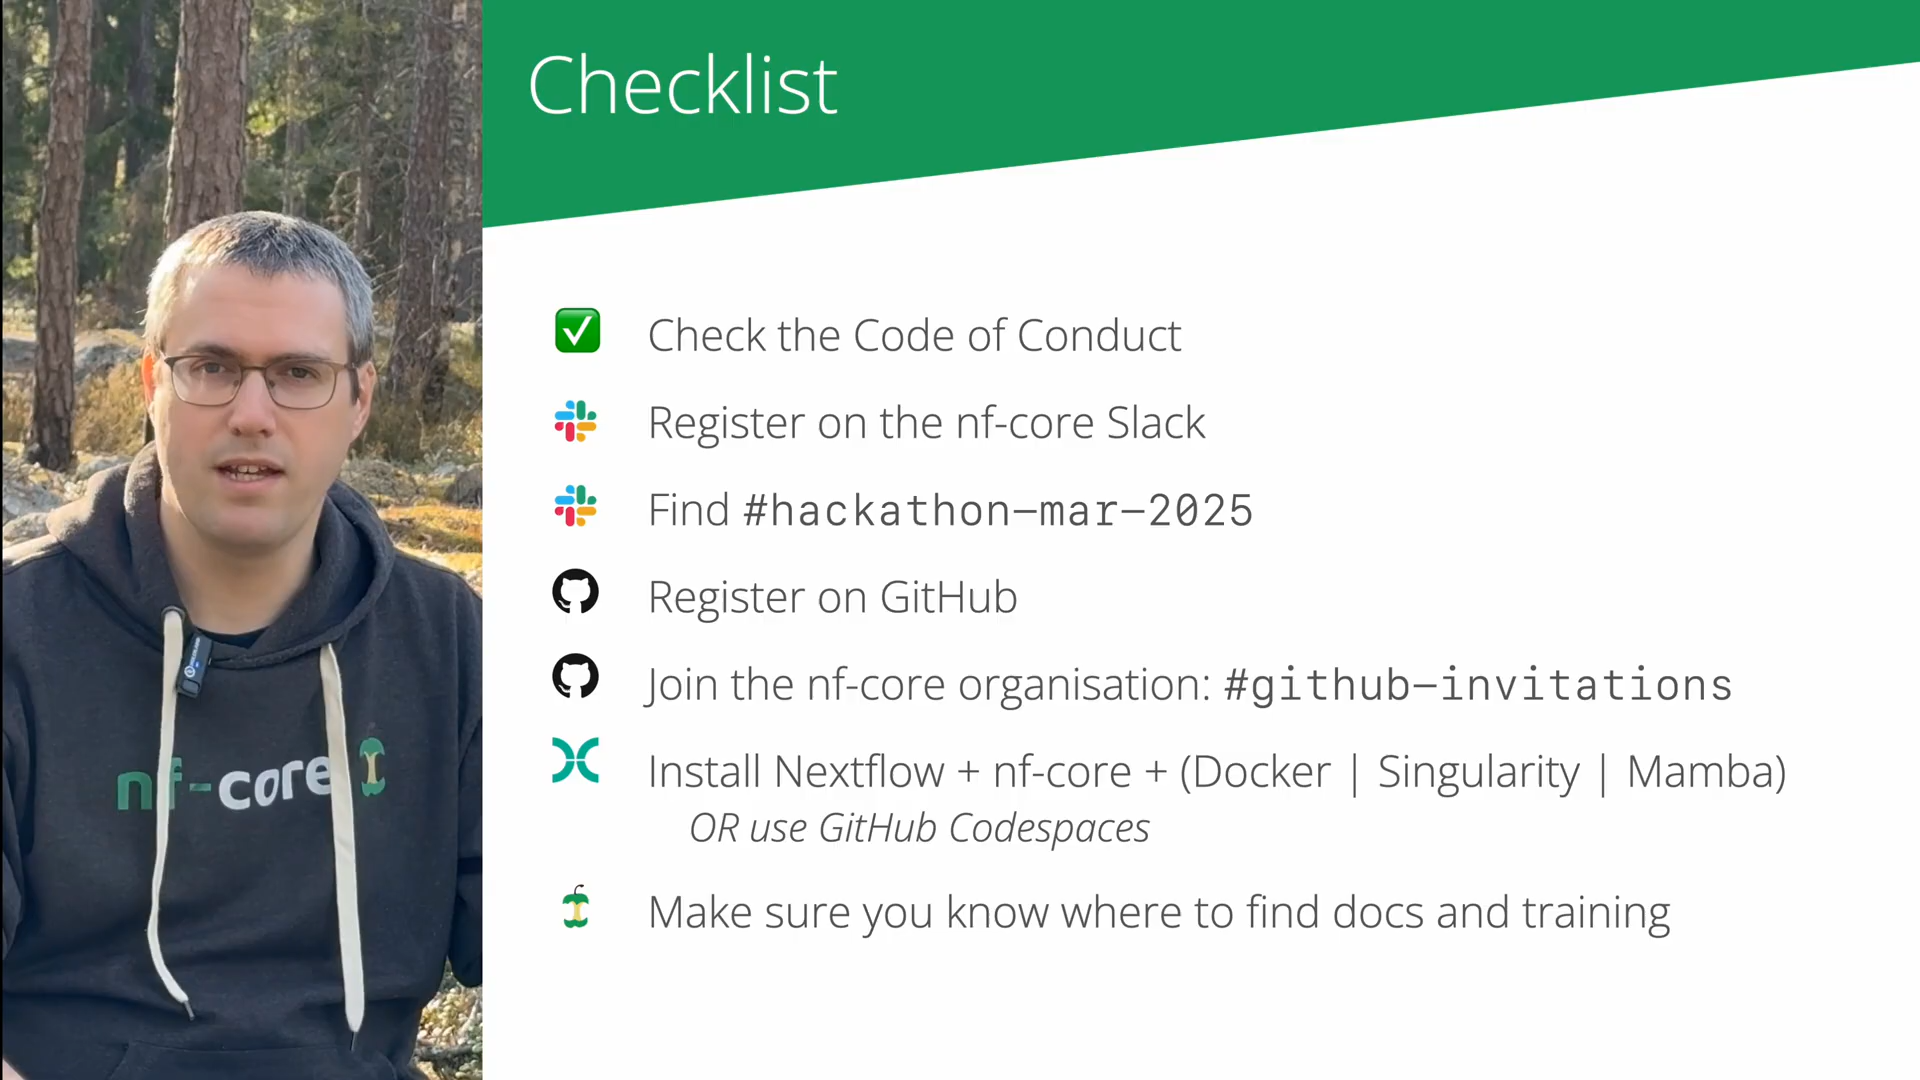 Checklist
Check the Code of Conduct
Register on the nf-core Slack
Find #hackathon-mar-2025
Register on GitHub
Join the nf-core organisation: #github-invitations
Install Nextflow + nf-core + (Docker | Singularity | Mamba)
OR use GitHub Codespaces
Make sure you know where to find docs and training
nf-core